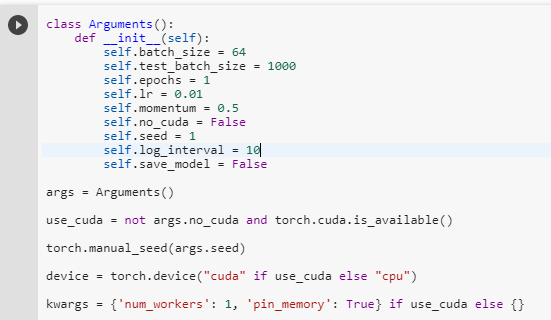 class Arguments():
    def __init__(self):
        self.batch_size = 64
        self.test_batch_size = 1000
        self.epochs = 1
        self.lr = 0.01
        self.momentum = 0.5
        self.no_cuda = False
        self.seed = 1
        self.log_interval = 10
        self.save_model = False
args = Arguments()
use_cuda = not args.no_cuda and torch.cuda.is_available()
torch.manual_seed(args.seed)
device = torch.device("cuda" if use_cuda else "cpu")
kwargs = {'num_workers': 1, 'pin_memory': True} if use_cuda else {}